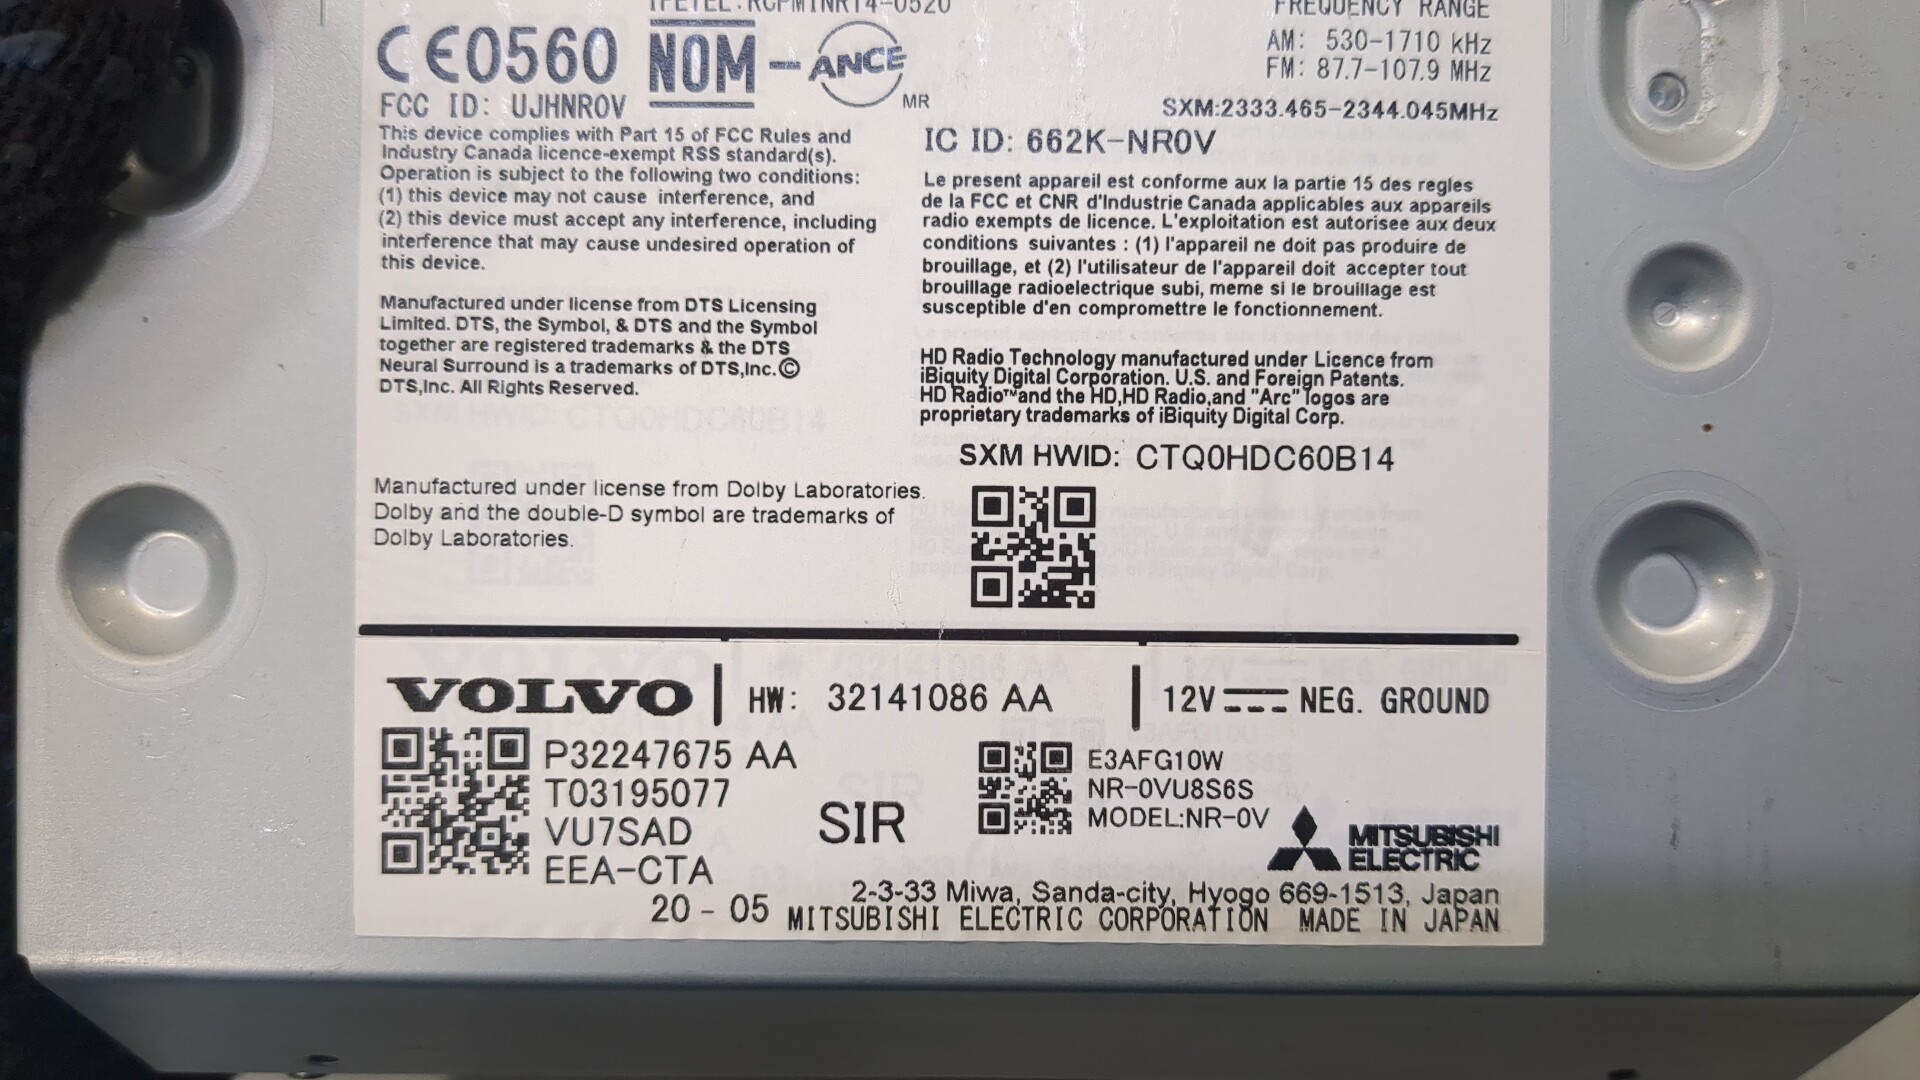 IFETEL:RCPMINR14-0520
CE0560 NOM-ANCE MR
FCC ID: UJHNR0V
This device complies with Part 15 of FCC Rules and
Industry Canada licence-exempt RSS standard(s).
Operation is subject to the following two conditions:
(1) this device may not cause interference, and
(2) this device must accept any interference, including
interference that may cause undesired operation of
this device.
Manufactured under license from DTS Licensing
Limited. DTS, the Symbol, & DTS and the Symbol
together are registered trademarks & the DTS
Neural Surround is a trademarks of DTS,Inc.©
DTS,Inc. All Rights Reserved.
Manufactured under license from Dolby Laboratories.
Dolby and the double-D symbol are trademarks of
Dolby Laboratories.
FREQUENCY RANGE
AM: 530-1710 kHz
FM: 87.7-107.9 MHz
SXM:2333.465-2344.045MHz
IC ID: 662K-NR0V
Le present appareil est conforme aux la partie 15 des regles
de la FCC et CNR d'Industrie Canada applicables aux appareils
radio exempts de licence. L'exploitation est autorisee aux deux
conditions suivantes : (1) l'appareil ne doit pas produire de
brouillage, et (2) l'utilisateur de l'appareil doit accepter tout
brouillage radioelectrique subi, meme si le brouillage est
susceptible d'en compromettre le fonctionnement.
HD Radio Technology manufactured under Licence from
iBiquity Digital Corporation. U.S. and Foreign Patents.
HD Radio™and the HD,HD Radio,and "Arc" logos are
proprietary trademarks of iBiquity Digital Corp.
SXM HWID: CTQ0HDC60B14
VOLVO HW: 32141086 AA 12V NEG. GROUND
P32247675 AA
T03195077
VU7SAD
EEA-CTA
20-05
SIR
E3AFG10W
NR-0VU8S6S
MODEL:NR-0V
MITSUBISHI
ELECTRIC
2-3-33 Miwa, Sanda-city, Hyogo 669-1513, Japan
MITSUBISHI ELECTRIC CORPORATION MADE IN JAPAN